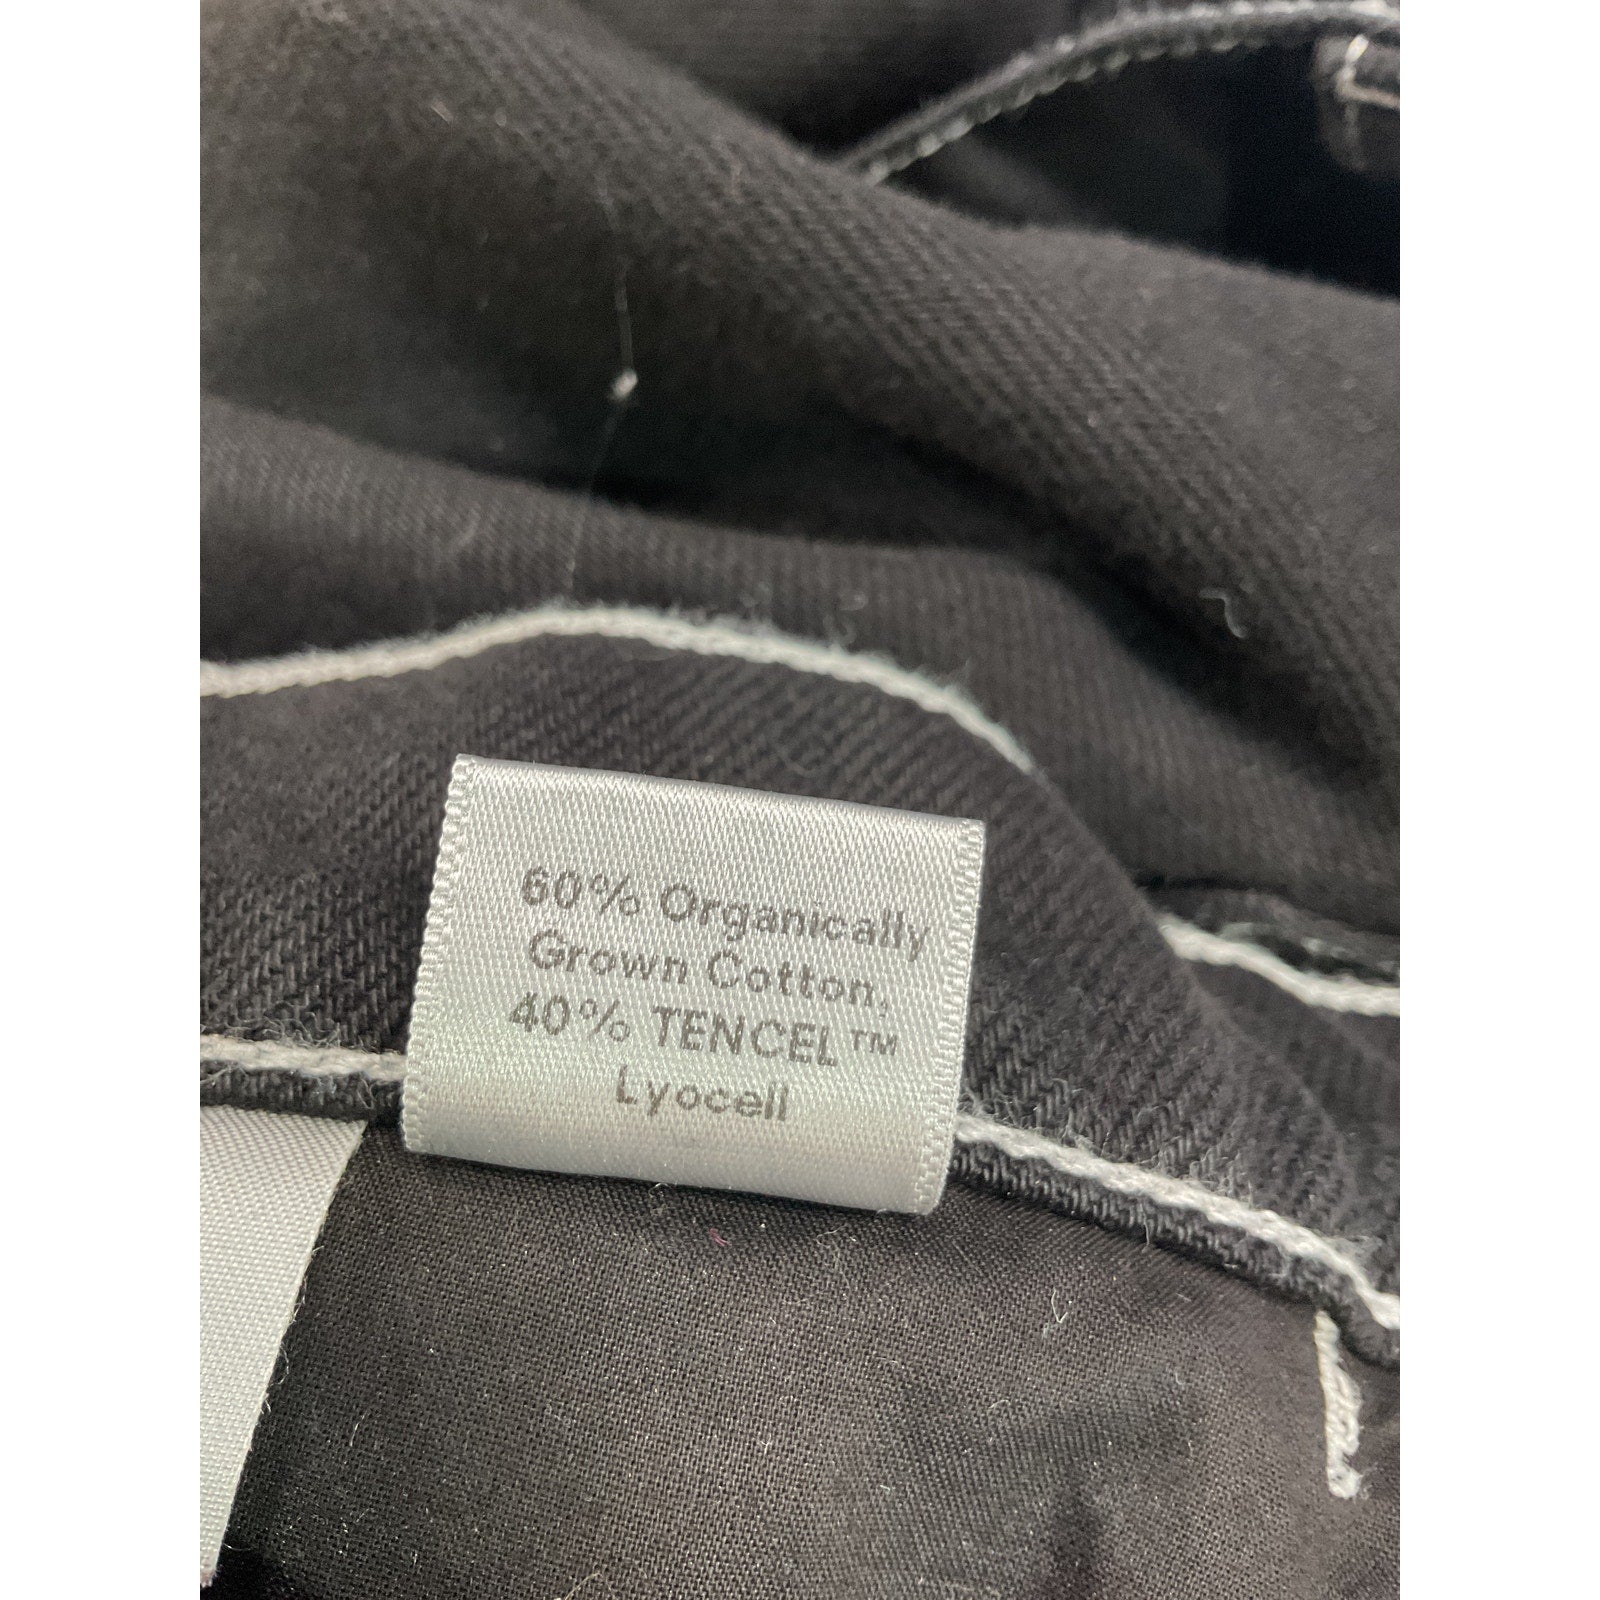 60% Organically
Grown Cotton,
40% TENCEL™
Lyocell